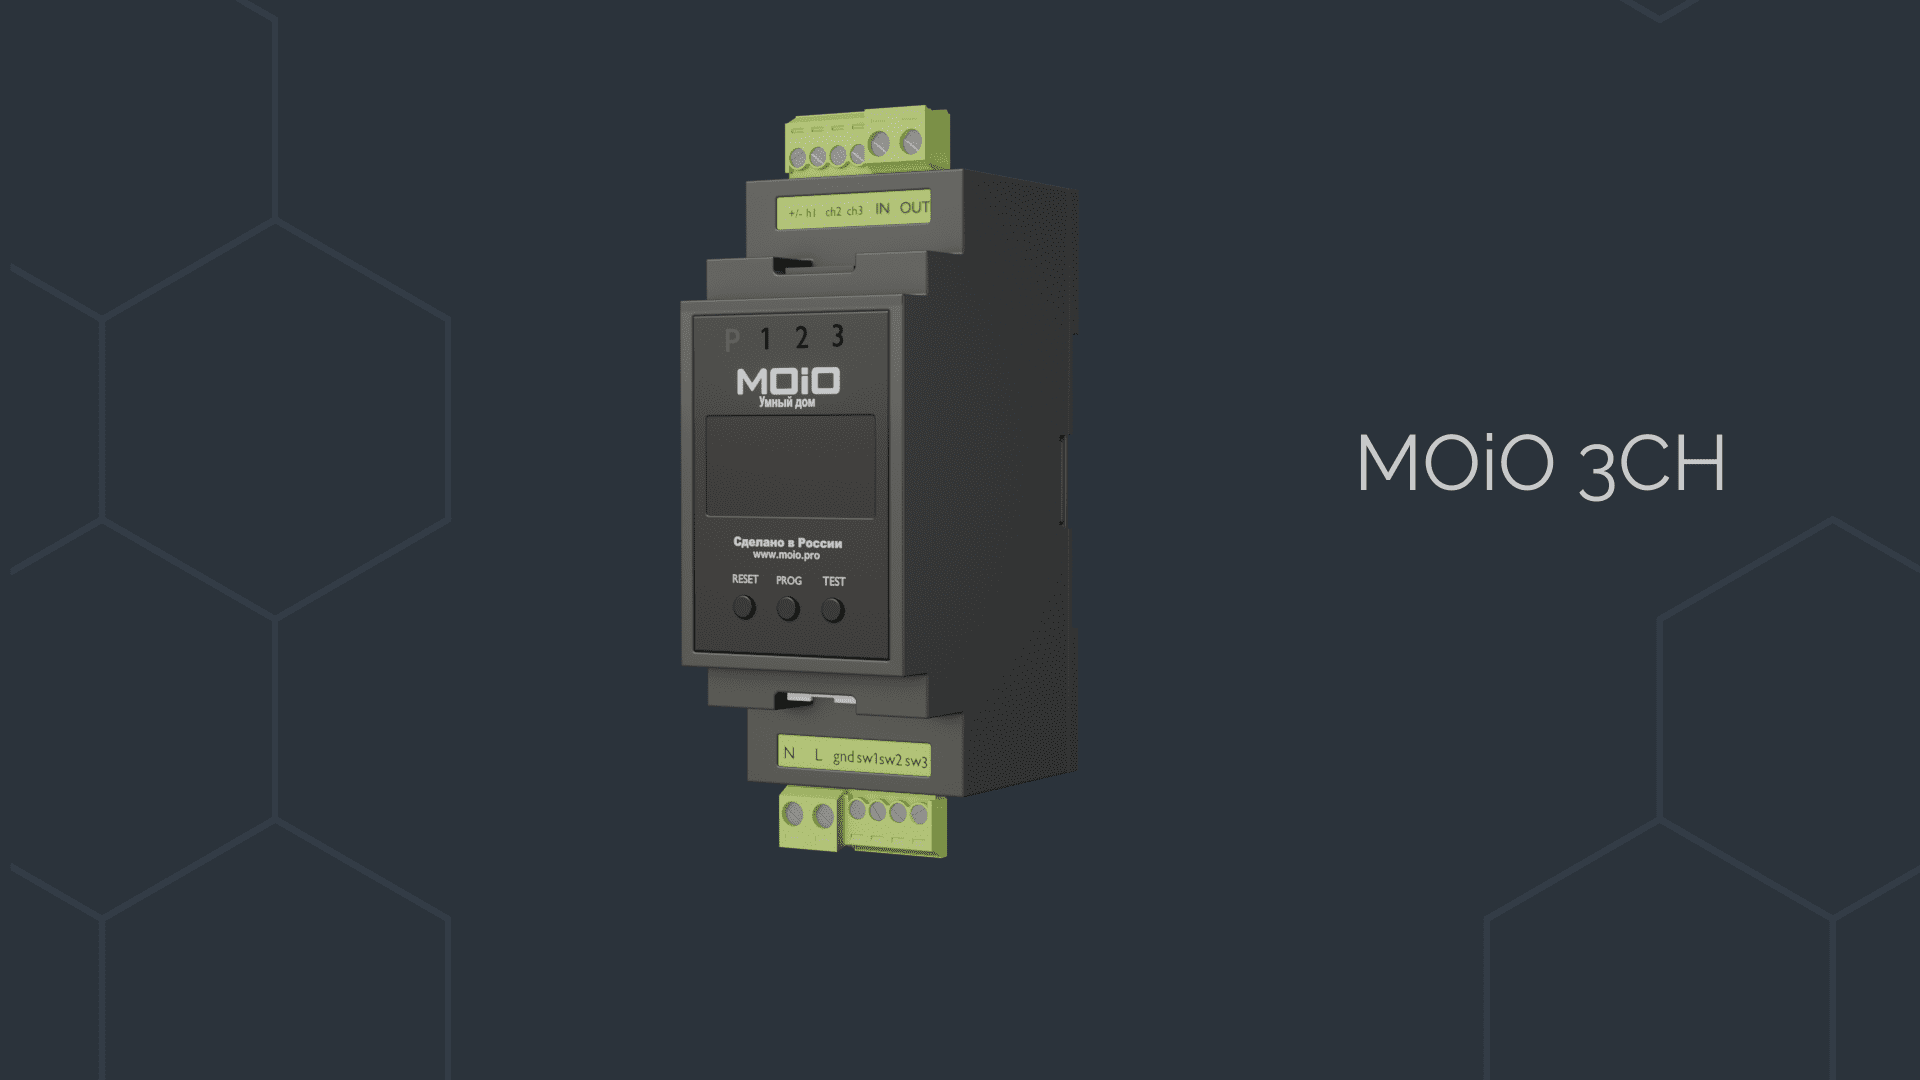 +/- h1 ch2 ch3 IN OUT
P 1 2 3
MOiO
Умный дом
MOiO 3CH
Сделано в России
www.moio.pro
RESET PROG TEST
N L gnd sw1 sw2 sw3